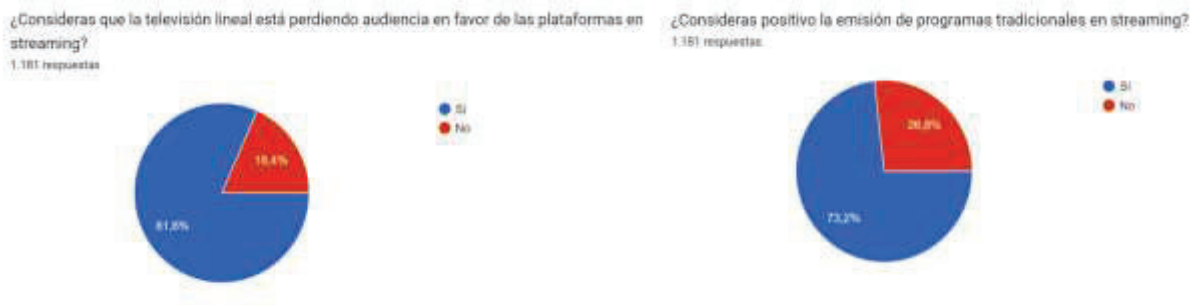 ¿Consideras que la televisión lineal está perdiendo audiencia en favor de las plataformas en
streaming?
1.181 respuestas
Sí
No
18,4%
81,6%
¿Consideras positivo la emisión de programas tradicionales en streaming?
1.181 respuestas
Sí
No
26,8%
73,2%